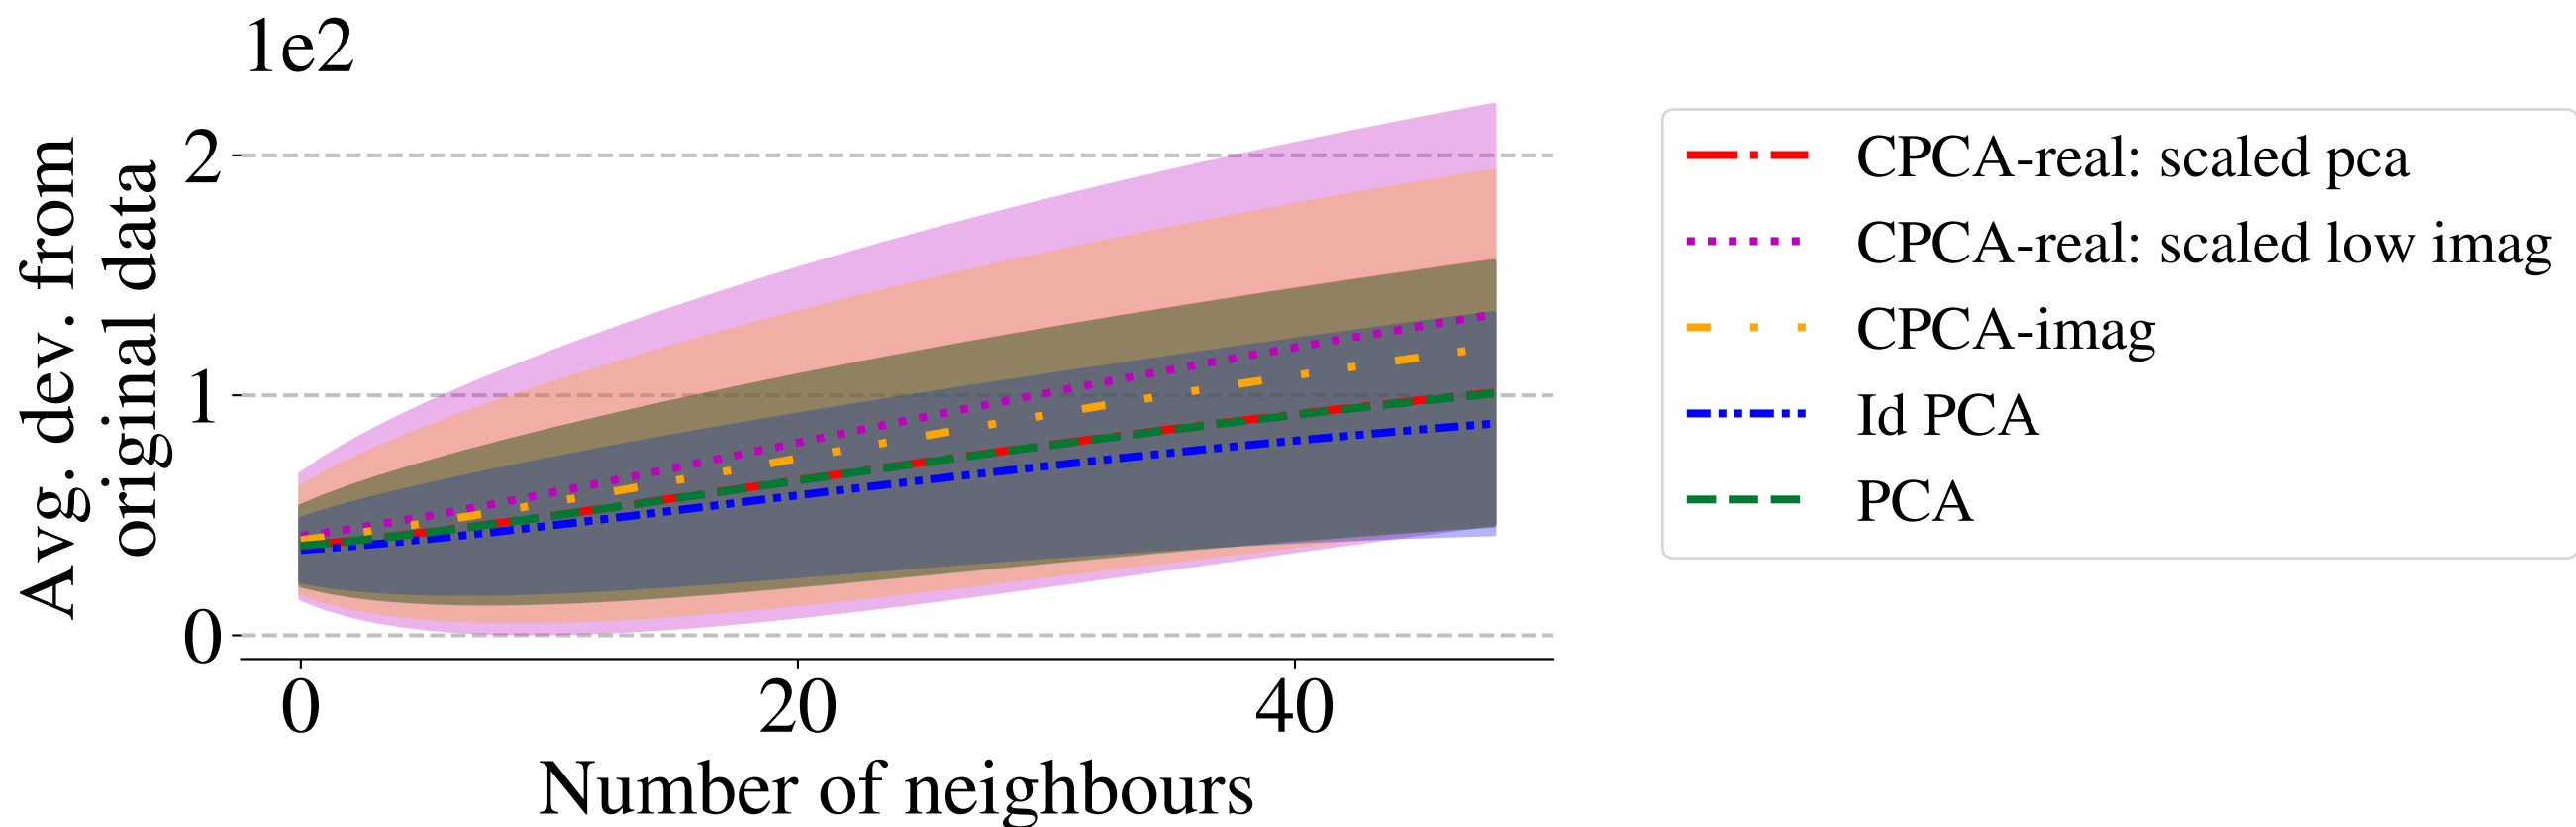 1e2
Avg. dev. from
original data
2
1
0
0
20
40
Number of neighbours
CPCA-real: scaled pca
CPCA-real: scaled low imag
CPCA-imag
Id PCA
PCA